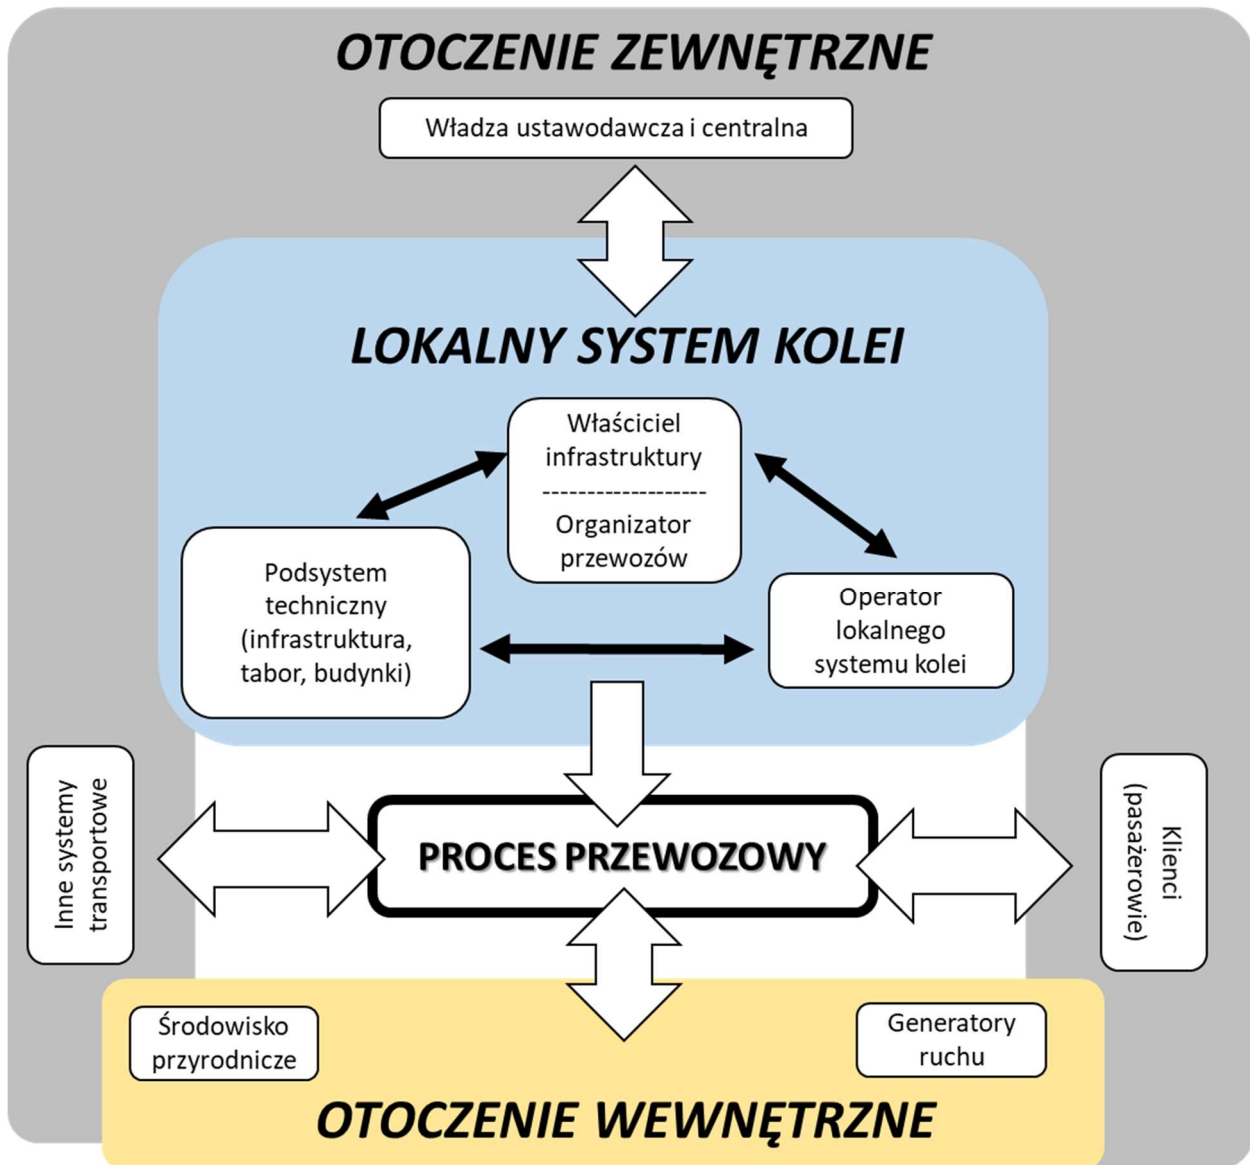 OTOCZENIE ZEWNĘTRZNE
Władza ustawodawcza i centralna
LOKALNY SYSTEM KOLEI
Właściciel
infrastruktury
-------------------
Organizator
przewozów
Podsystem
techniczny
(infrastruktura,
tabor, budynki)
Operator
lokalnego
systemu kolei
Inne systemy
transportowe
PROCES PRZEWOZOWY
Klienci
(pasażerowie)
Środowisko
przyrodnicze
Generatory
ruchu
OTOCZENIE WEWNĘTRZNE